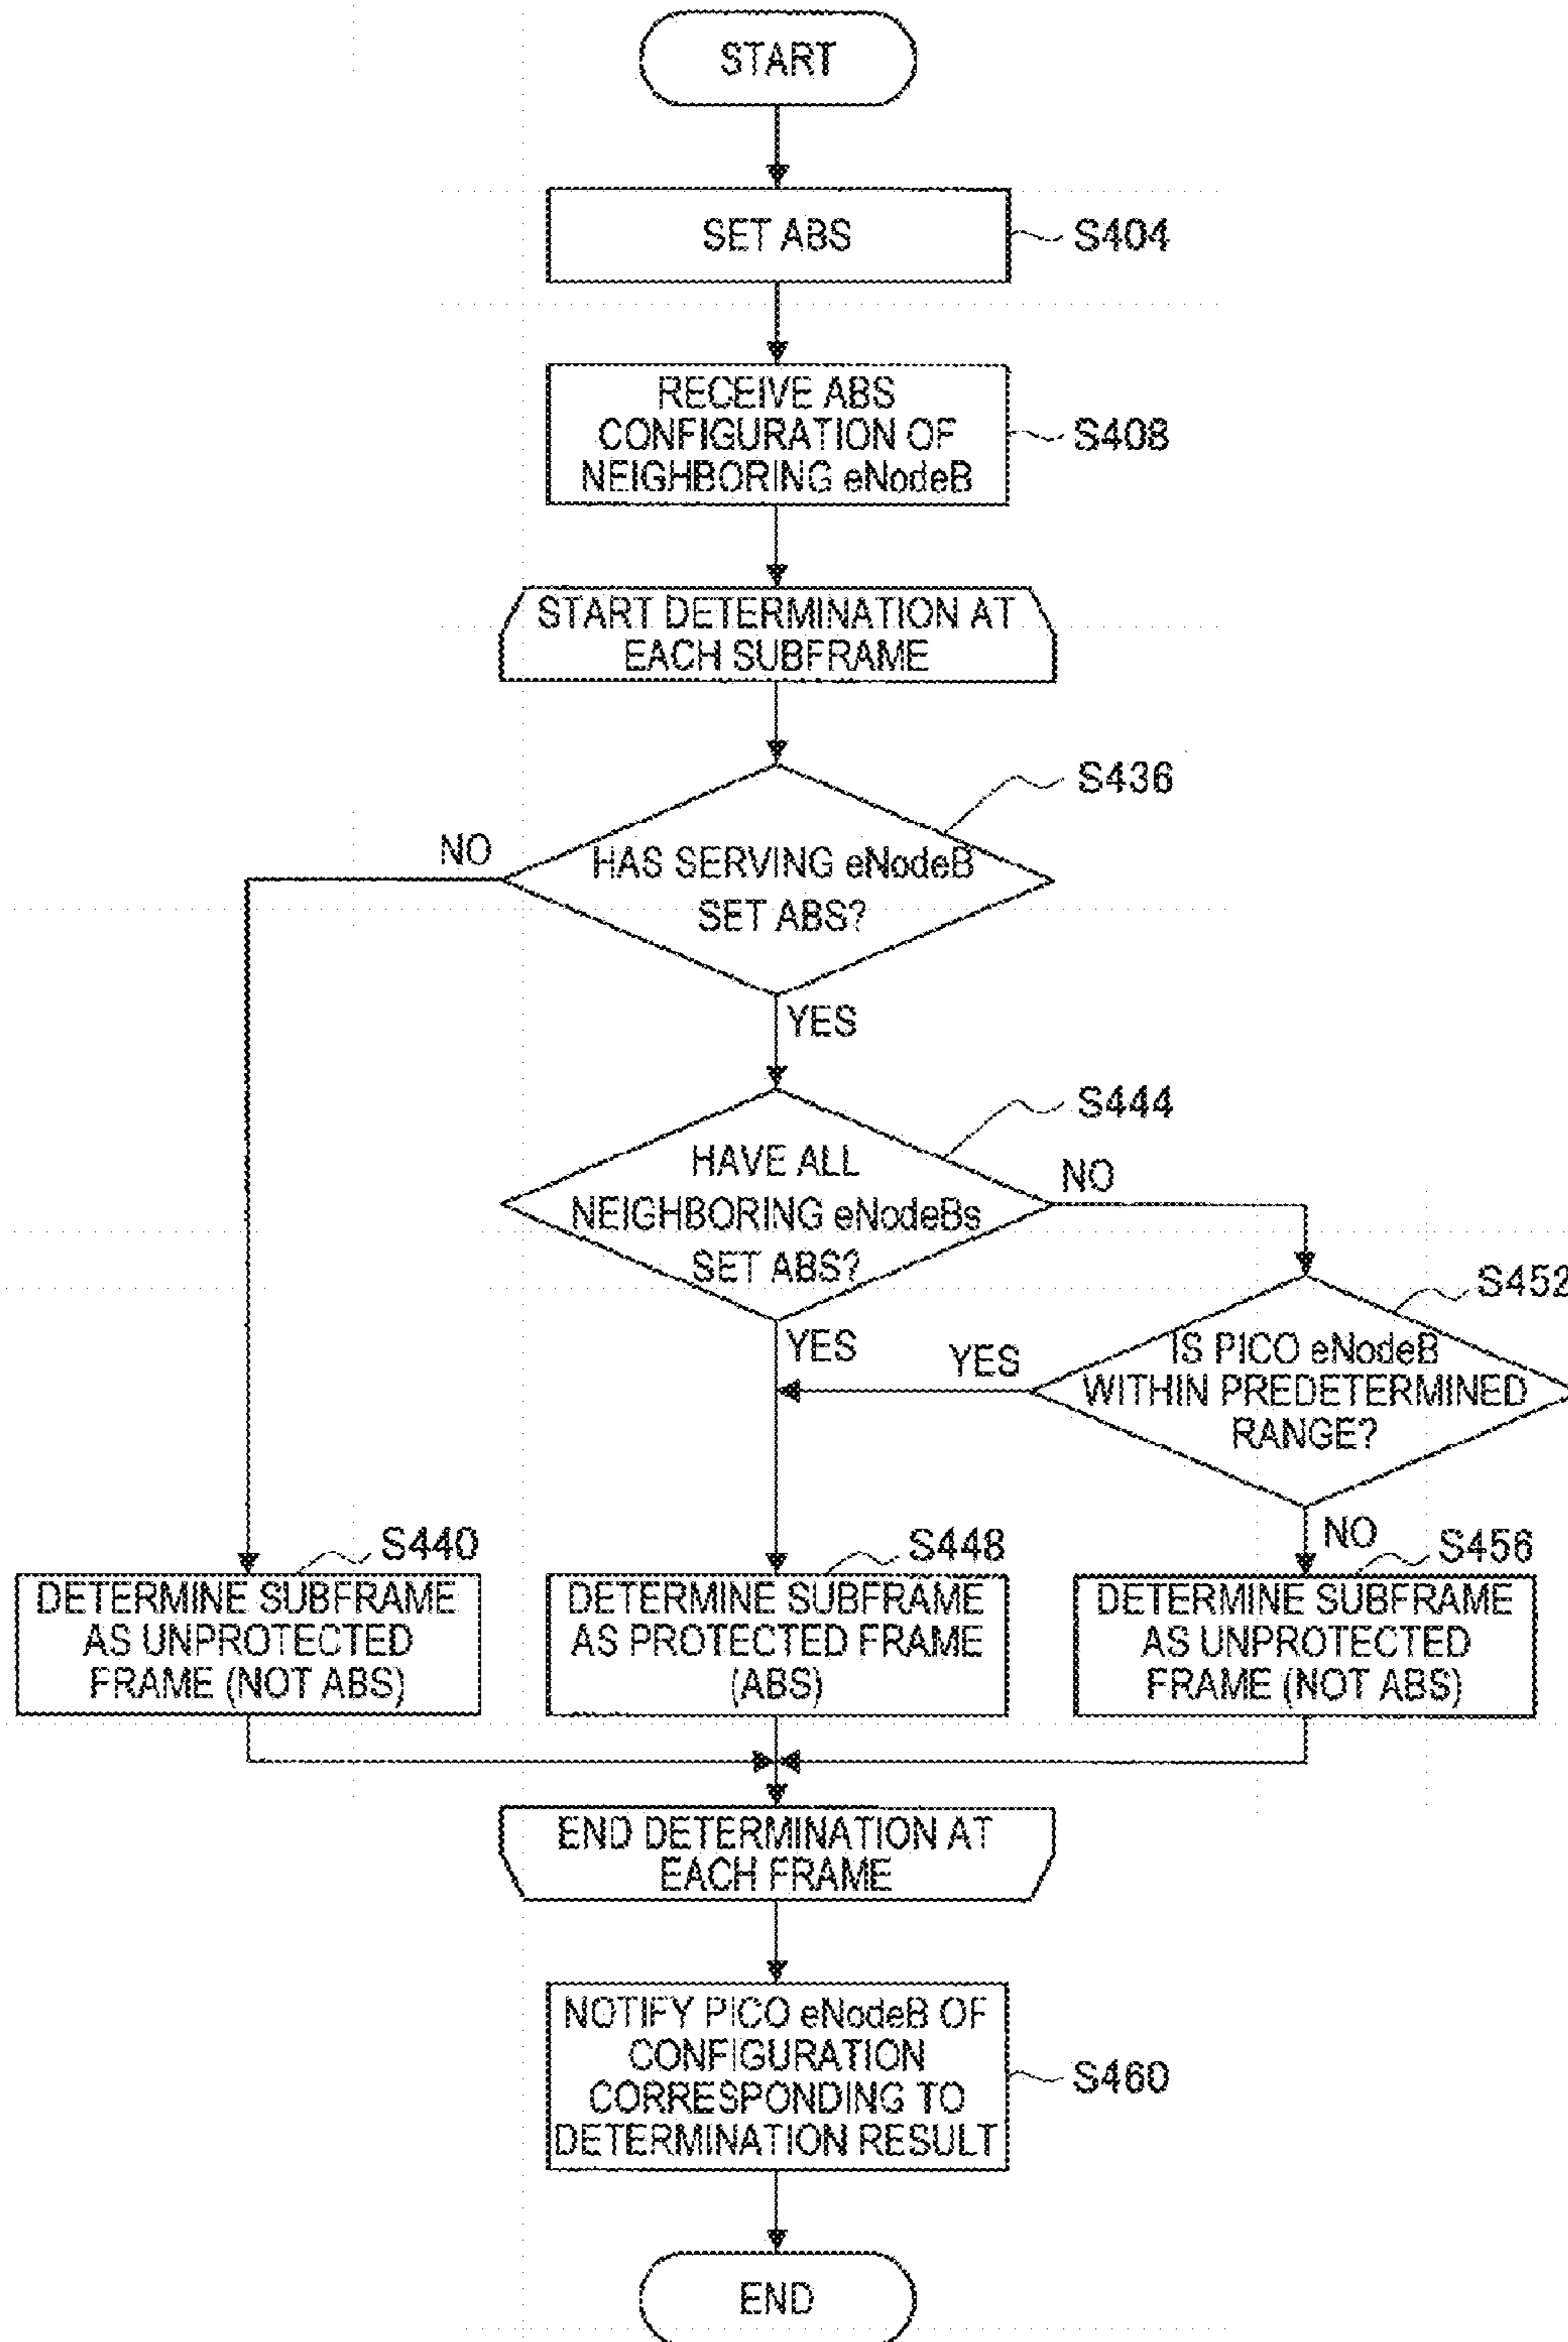 START
SET ABS
S404
RECEIVE ABS
CONFIGURATION OF
NEIGHBORING eNodeB
S408
START DETERMINATION AT
EACH SUBFRAME
S436
HAS SERVING eNodeB
SET ABS?
NO
YES
S444
HAVE ALL
NEIGHBORING eNodeBs
SET ABS?
NO
YES
S452
IS PICO eNodeB
WITHIN PREDETERMINED
RANGE?
YES
NO
S440
DETERMINE SUBFRAME
AS UNPROTECTED
FRAME (NOT ABS)
S448
DETERMINE SUBFRAME
AS PROTECTED FRAME
(ABS)
S456
DETERMINE SUBFRAME
AS UNPROTECTED
FRAME (NOT ABS)
END DETERMINATION AT
EACH FRAME
NOTIFY PICO eNodeB OF
CONFIGURATION
CORRESPONDING TO
DETERMINATION RESULT
S460
END